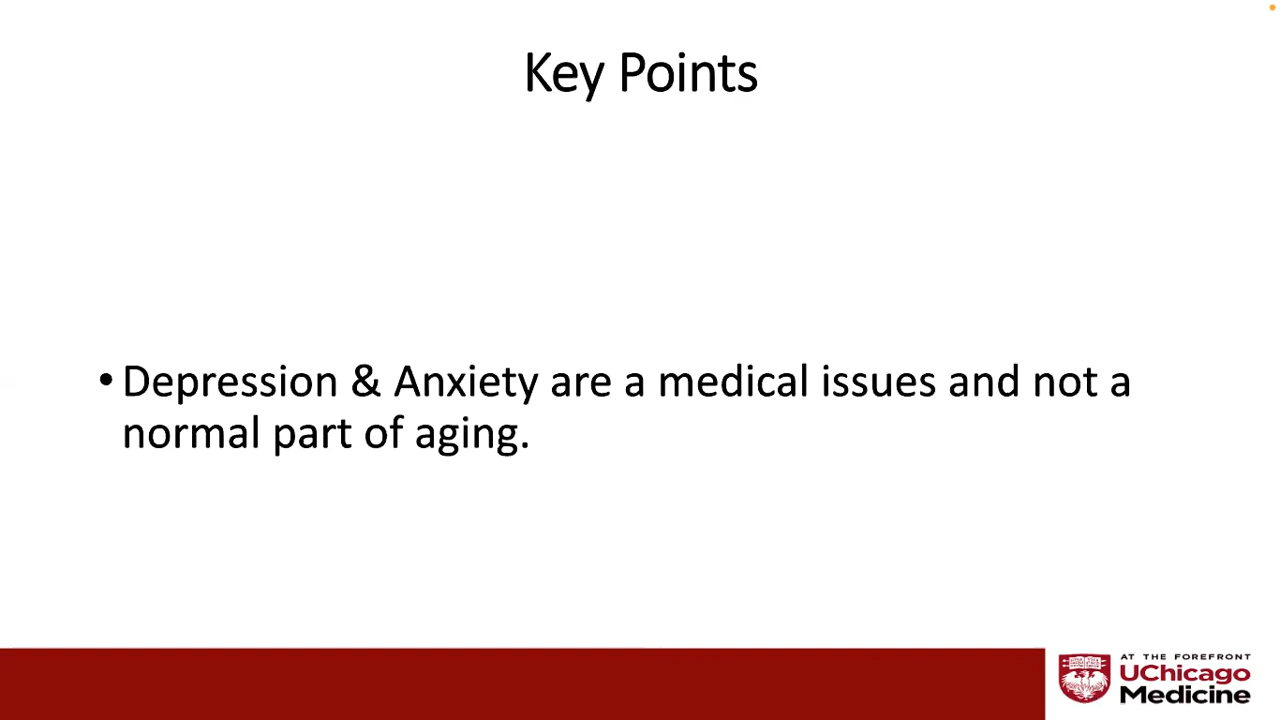 Key Points
• Depression & Anxiety are a medical issues and not a
normal part of aging.
AT THE FOREFRONT
UChicago
Medicine